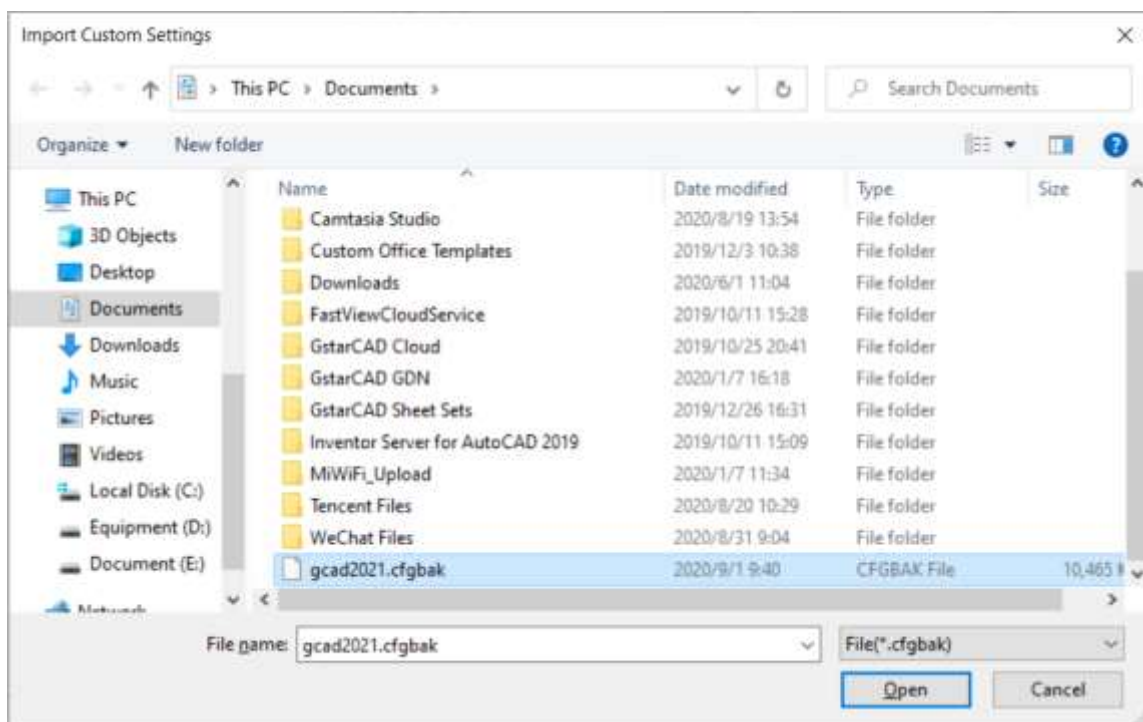 Import Custom Settings
This PC > Documents >
Search Documents
Organize
New folder
Name
Date modified
Type
Size
This PC
3D Objects
Desktop
Documents
Downloads
Music
Pictures
Videos
Local Disk (C:)
Equipment (D:)
Document (E:)
Network
Camtasia Studio 2020/8/19 13:54 File folder
Custom Office Templates 2019/12/3 10:38 File folder
Downloads 2020/6/1 11:04 File folder
FastViewCloudService 2019/10/11 15:28 File folder
GstarCAD Cloud 2019/10/25 20:41 File folder
GstarCAD GDN 2020/1/7 16:18 File folder
GstarCAD Sheet Sets 2019/12/26 16:31 File folder
Inventor Server for AutoCAD 2019 2019/10/11 15:09 File folder
MiWiFi_Upload 2020/1/7 11:34 File folder
Tencent Files 2020/8/20 10:29 File folder
WeChat Files 2020/8/31 9:04 File folder
gcad2021.cfgbak 2020/9/1 9:40 CFGBAK File 10,465
File name: gcad2021.cfgbak
File(*.cfgbak)
Open
Cancel